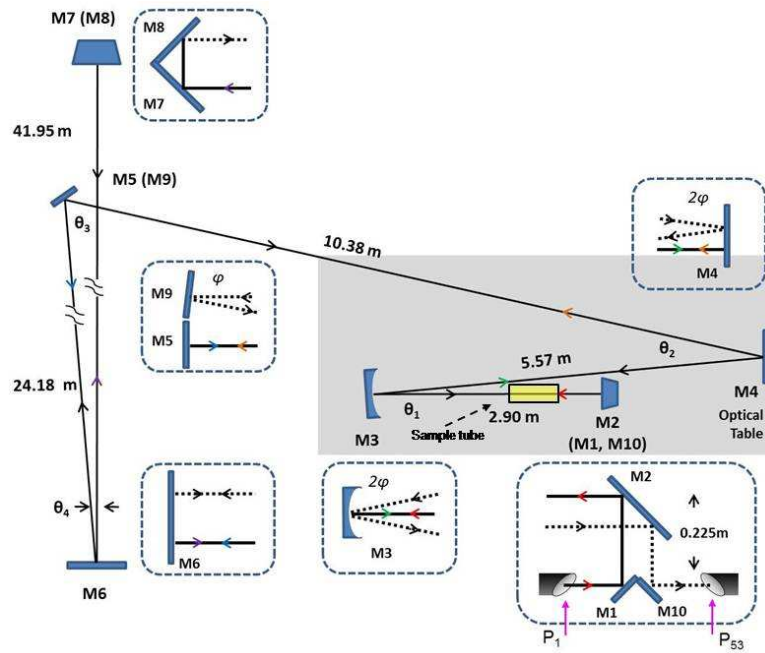 M7 (M8)
M8
M7
41.95 m
M5 (M9)
θ3
10.38 m
2φ
M4
φ
M9
M5
5.57 m
θ2
M4
Optical
Table
θ1
2.90 m
M3
Sample tube
M2
(M1, M10)
24.18 m
θ4
M6
M6
2φ
M3
M2
0.225m
M1
M10
P1
P53